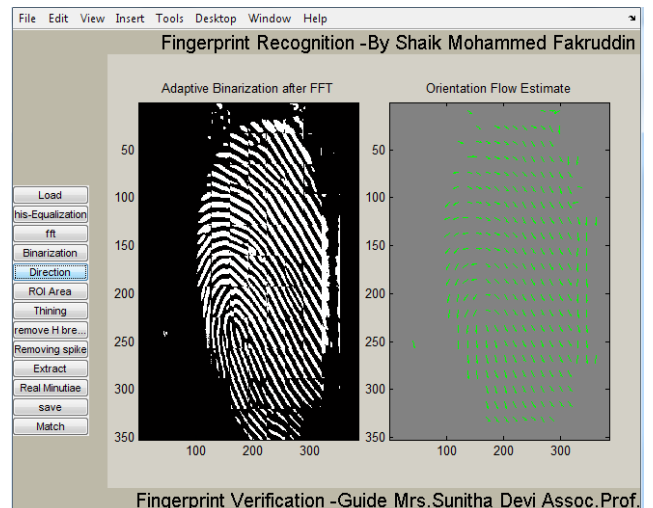 File Edit View Insert Tools Desktop Window Help
Fingerprint Recognition -By Shaik Mohammed Fakruddin
Adaptive Binarization after FFT
Orientation Flow Estimate
50
100
150
200
250
300
350
100 200 300
50
100
150
200
250
300
350
100 200 300
Load
his-Equalization
fft
Binarization
Direction
ROI Area
Thining
remove H bre...
Removing spike
Extract
Real Minutiae
save
Match
Fingerprint Verification -Guide Mrs.Sunitha Devi Assoc.Prof.